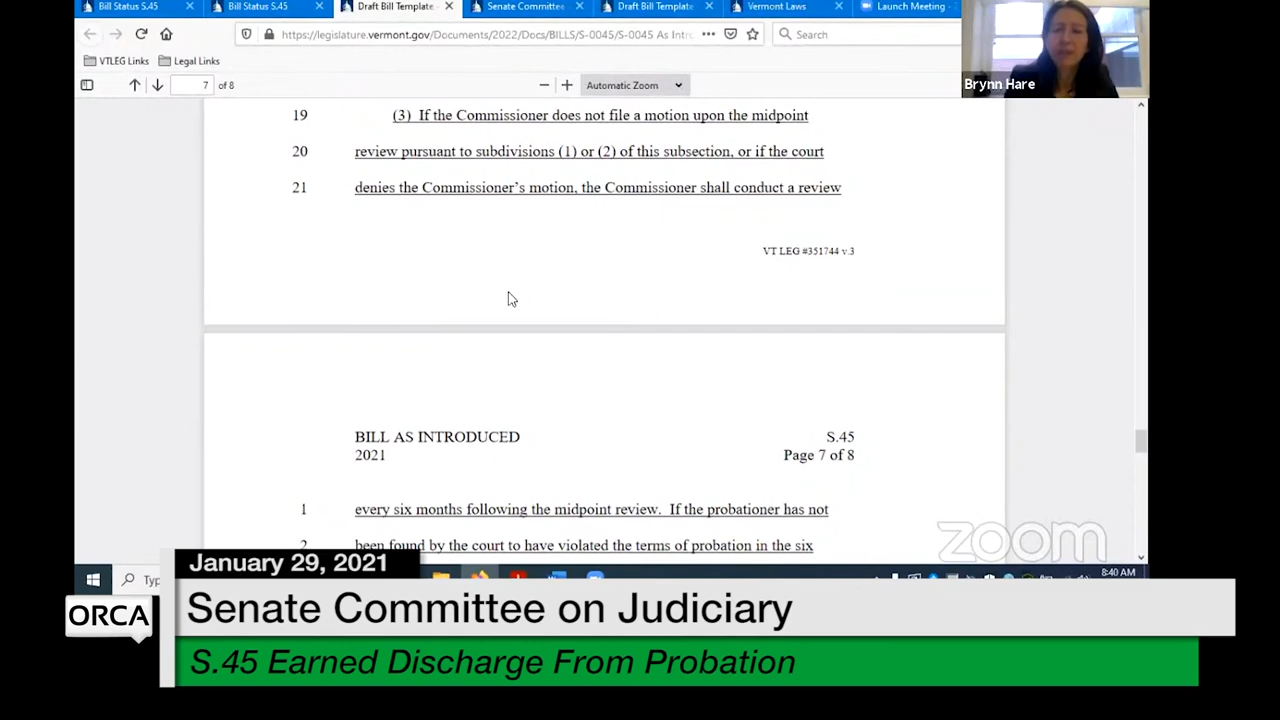 Bill Status S.45
Bill Status S.45
Draft Bill Template
Senate Committee
Draft Bill Template
Vermont Laws
Launch Meeting -
https://legislature.vermont.gov/Documents/2022/Docs/BILLS/S-0045/S-0045 As Intro
Search
VTLEG Links
Legal Links
7 of 8
Automatic Zoom
Brynn Hare
19 (3) If the Commissioner does not file a motion upon the midpoint
20 review pursuant to subdivisions (1) or (2) of this subsection, or if the court
21 denies the Commissioner's motion, the Commissioner shall conduct a review
VT LEG #351744 v.3
BILL AS INTRODUCED S.45
2021 Page 7 of 8
1 every six months following the midpoint review. If the probationer has not
2 been found by the court to have violated the terms of probation in the six
zoom
Typ
8:40 AM
January 29, 2021
ORCA
Senate Committee on Judiciary
S.45 Earned Discharge From Probation